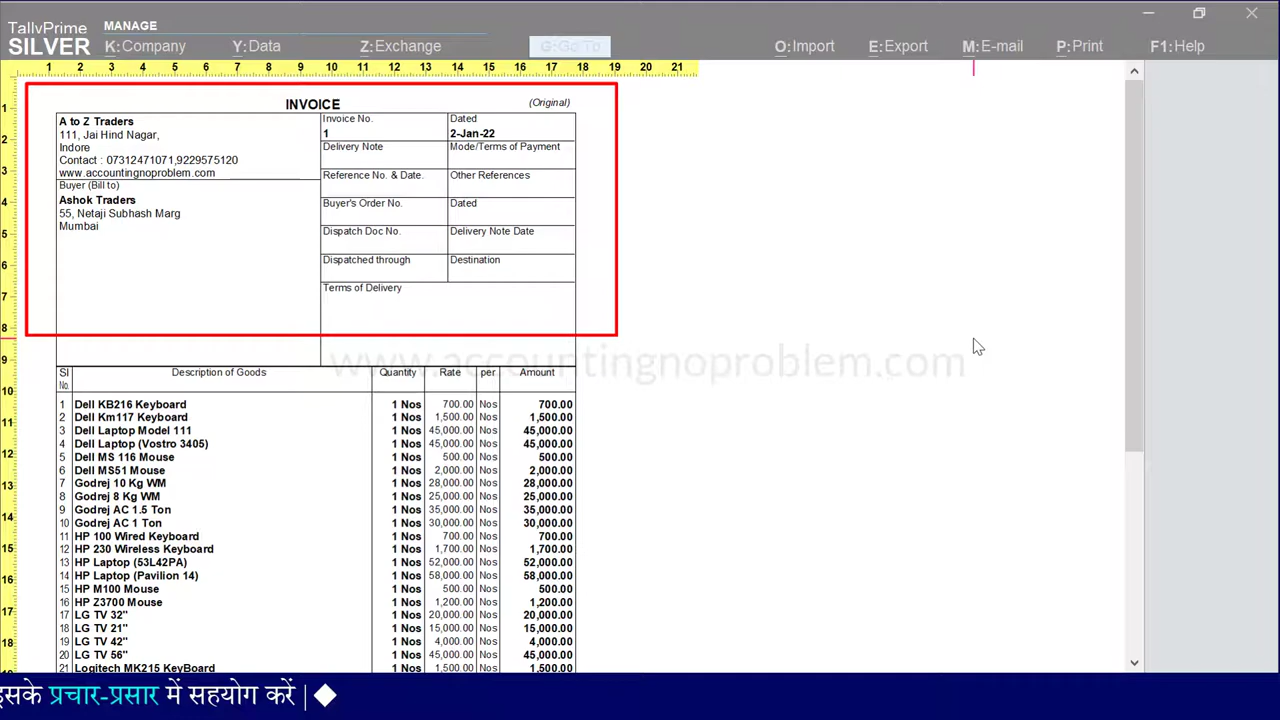 TallyPrime
MANAGE
SILVER
K:Company
Y:Data
Z:Exchange
G:Go To
O:Import
E:Export
M:E-mail
P:Print
F1:Help
1 2 3 4 5 6 7 8 9 10 11 12 13 14 15 16 17 18 19 20 21
INVOICE
(Original)
A to Z Traders
111, Jai Hind Nagar,
Indore
Contact : 07312471071,9229575120
www.accountingnoproblem.com
Buyer (Bill to)
Ashok Traders
55, Netaji Subhash Marg
Mumbai
Invoice No.
1
Dated
2-Jan-22
Delivery Note
Mode/Terms of Payment
Reference No. & Date.
Other References
Buyer's Order No.
Dated
Dispatch Doc No.
Delivery Note Date
Dispatched through
Destination
Terms of Delivery
www.accountingnoproblem.com
Sl No. Description of Goods Quantity Rate per Amount
1 Dell KB216 Keyboard 1 Nos 700.00 Nos 700.00
2 Dell Km117 Keyboard 1 Nos 1,500.00 Nos 1,500.00
3 Dell Laptop Model 111 1 Nos 45,000.00 Nos 45,000.00
4 Dell Laptop (Vostro 3405) 1 Nos 45,000.00 Nos 45,000.00
5 Dell MS 116 Mouse 1 Nos 500.00 Nos 500.00
6 Dell MS51 Mouse 1 Nos 2,000.00 Nos 2,000.00
7 Godrej 10 Kg WM 1 Nos 28,000.00 Nos 28,000.00
8 Godrej 8 Kg WM 1 Nos 25,000.00 Nos 25,000.00
9 Godrej AC 1.5 Ton 1 Nos 35,000.00 Nos 35,000.00
10 Godrej AC 1 Ton 1 Nos 30,000.00 Nos 30,000.00
11 HP 100 Wired Keyboard 1 Nos 700.00 Nos 700.00
12 HP 230 Wireless Keyboard 1 Nos 1,700.00 Nos 1,700.00
13 HP Laptop (53L42PA) 1 Nos 52,000.00 Nos 52,000.00
14 HP Laptop (Pavilion 14) 1 Nos 58,000.00 Nos 58,000.00
15 HP M100 Mouse 1 Nos 500.00 Nos 500.00
16 HP Z3700 Mouse 1 Nos 1,200.00 Nos 1,200.00
17 LG TV 32" 1 Nos 20,000.00 Nos 20,000.00
18 LG TV 21" 1 Nos 15,000.00 Nos 15,000.00
19 LG TV 42" 1 Nos 4,000.00 Nos 4,000.00
20 LG TV 56" 1 Nos 45,000.00 Nos 45,000.00
21 Logitech MK215 KeyBoard 1 Nos 1,500.00 Nos 1,500.00
1
2
3
4
5
6
7
8
9
10
11
12
13
14
15
16
17
18
इसके प्रचार-प्रसार में सहयोग करें |